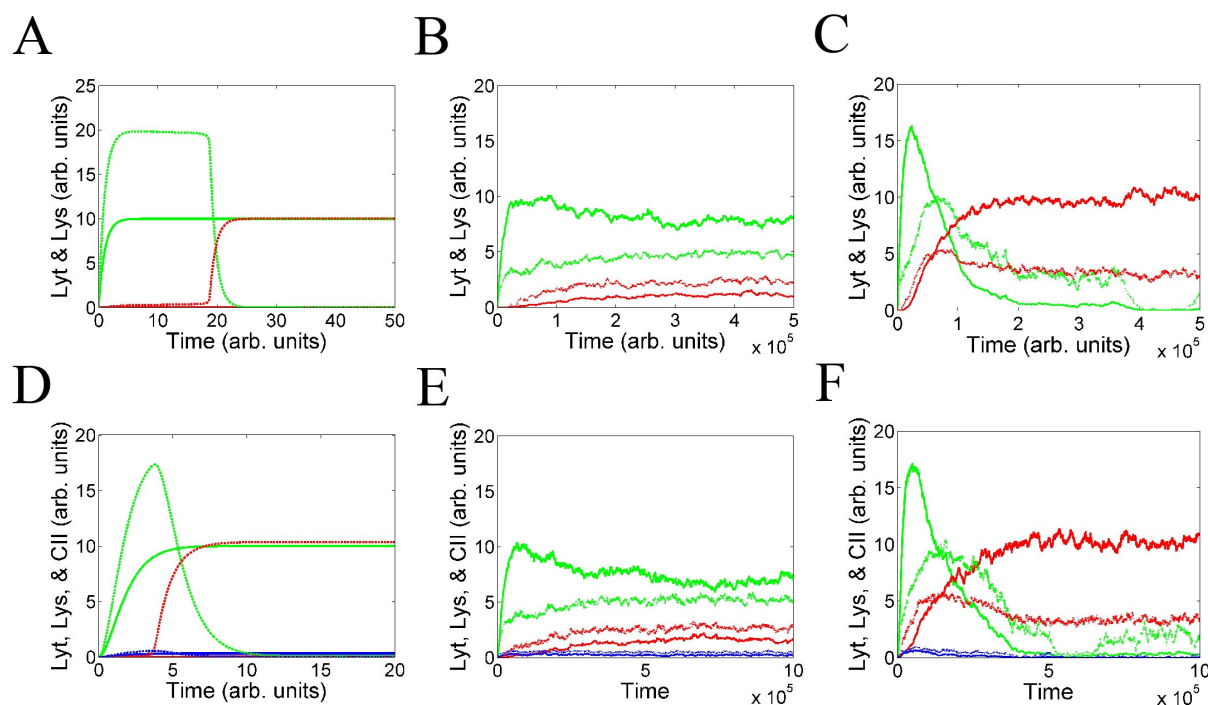 A
B
C
25
20
15
10
5
0
0 10 20 30 40 50
Lyt & Lys (arb. units)
Time (arb. units)
20
15
10
5
0
0 1 2 3 4 5
Lyt & Lys (arb. units)
Time (arb. units)
x 10^5
20
15
10
5
0
0 1 2 3 4 5
Lyt & Lys (arb. units)
Time (arb. units)
x 10^5
D
E
F
20
15
10
5
0
0 5 10 15 20
Lyt, Lys, & CII (arb. units)
Time (arb. units)
20
15
10
5
0
0 5 10
Lyt, Lys, & CII (arb. units)
Time
x 10^5
20
15
10
5
0
0 5 10
Lyt, Lys, & CII (arb. units)
Time
x 10^5